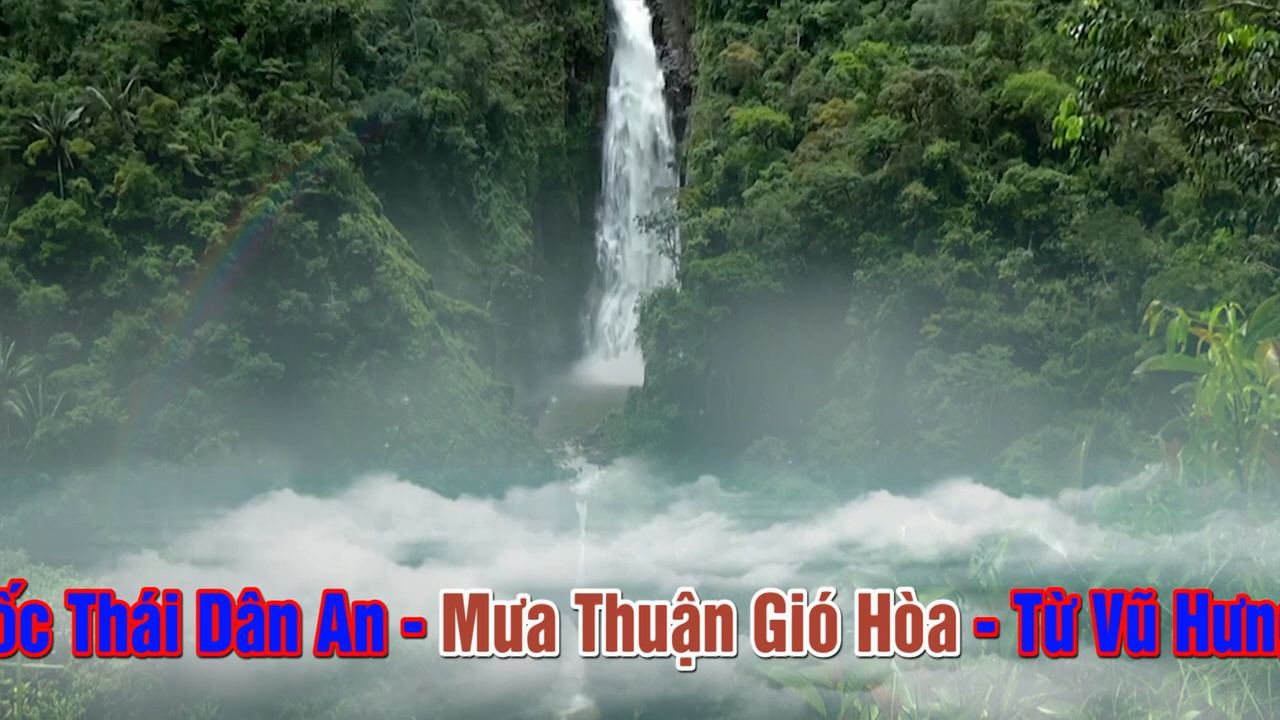 ốc Thái Dân An - Mưa Thuận Gió Hòa - Từ Vũ Hưn